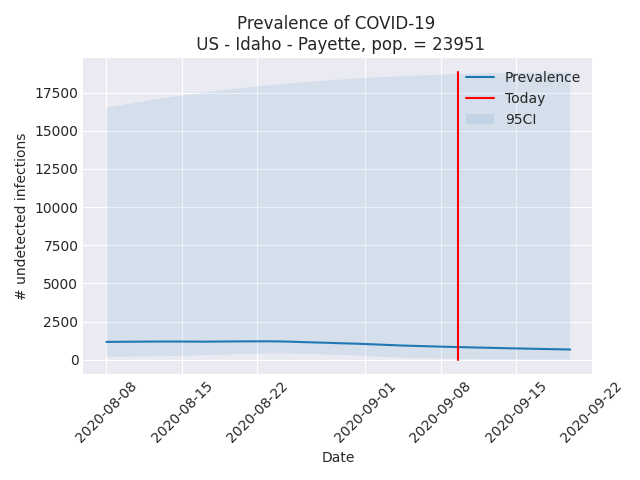 Prevalence of COVID-19
US - Idaho - Payette, pop. = 23951
Prevalence
Today
95CI
17500
15000
12500
10000
7500
5000
2500
0
# undetected infections
2020-08-08
2020-08-15
2020-08-22
2020-09-01
2020-09-08
2020-09-15
2020-09-22
Date